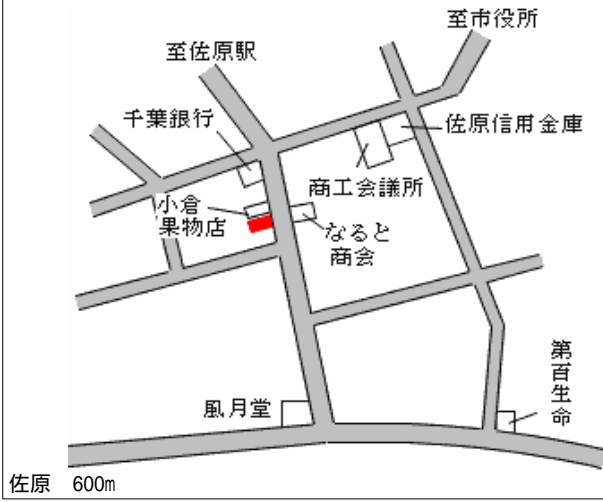 至市役所
至佐原駅
千葉銀行
佐原信用金庫
商工会議所
小倉
果物店
なると
商会
第百生命
風月堂
佐原 600m